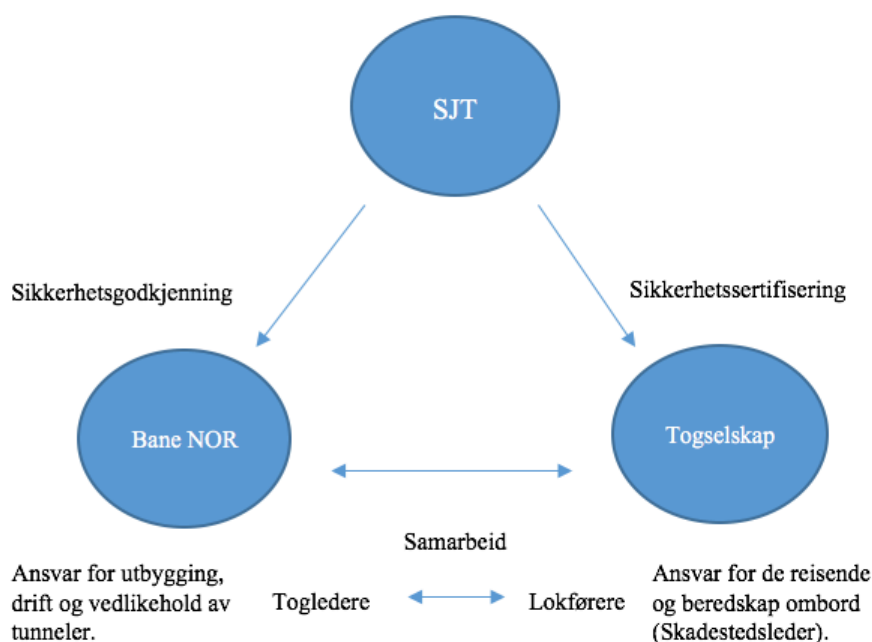 SJT
Sikkerhetsgodkjenning
Sikkerhetssertifisering
Bane NOR
Togselskap
Samarbeid
Ansvar for utbygging,
drift og vedlikehold av
tunneler.
Togledere
Lokførere
Ansvar for de reisende
og beredskap ombord
(Skadestedsleder).